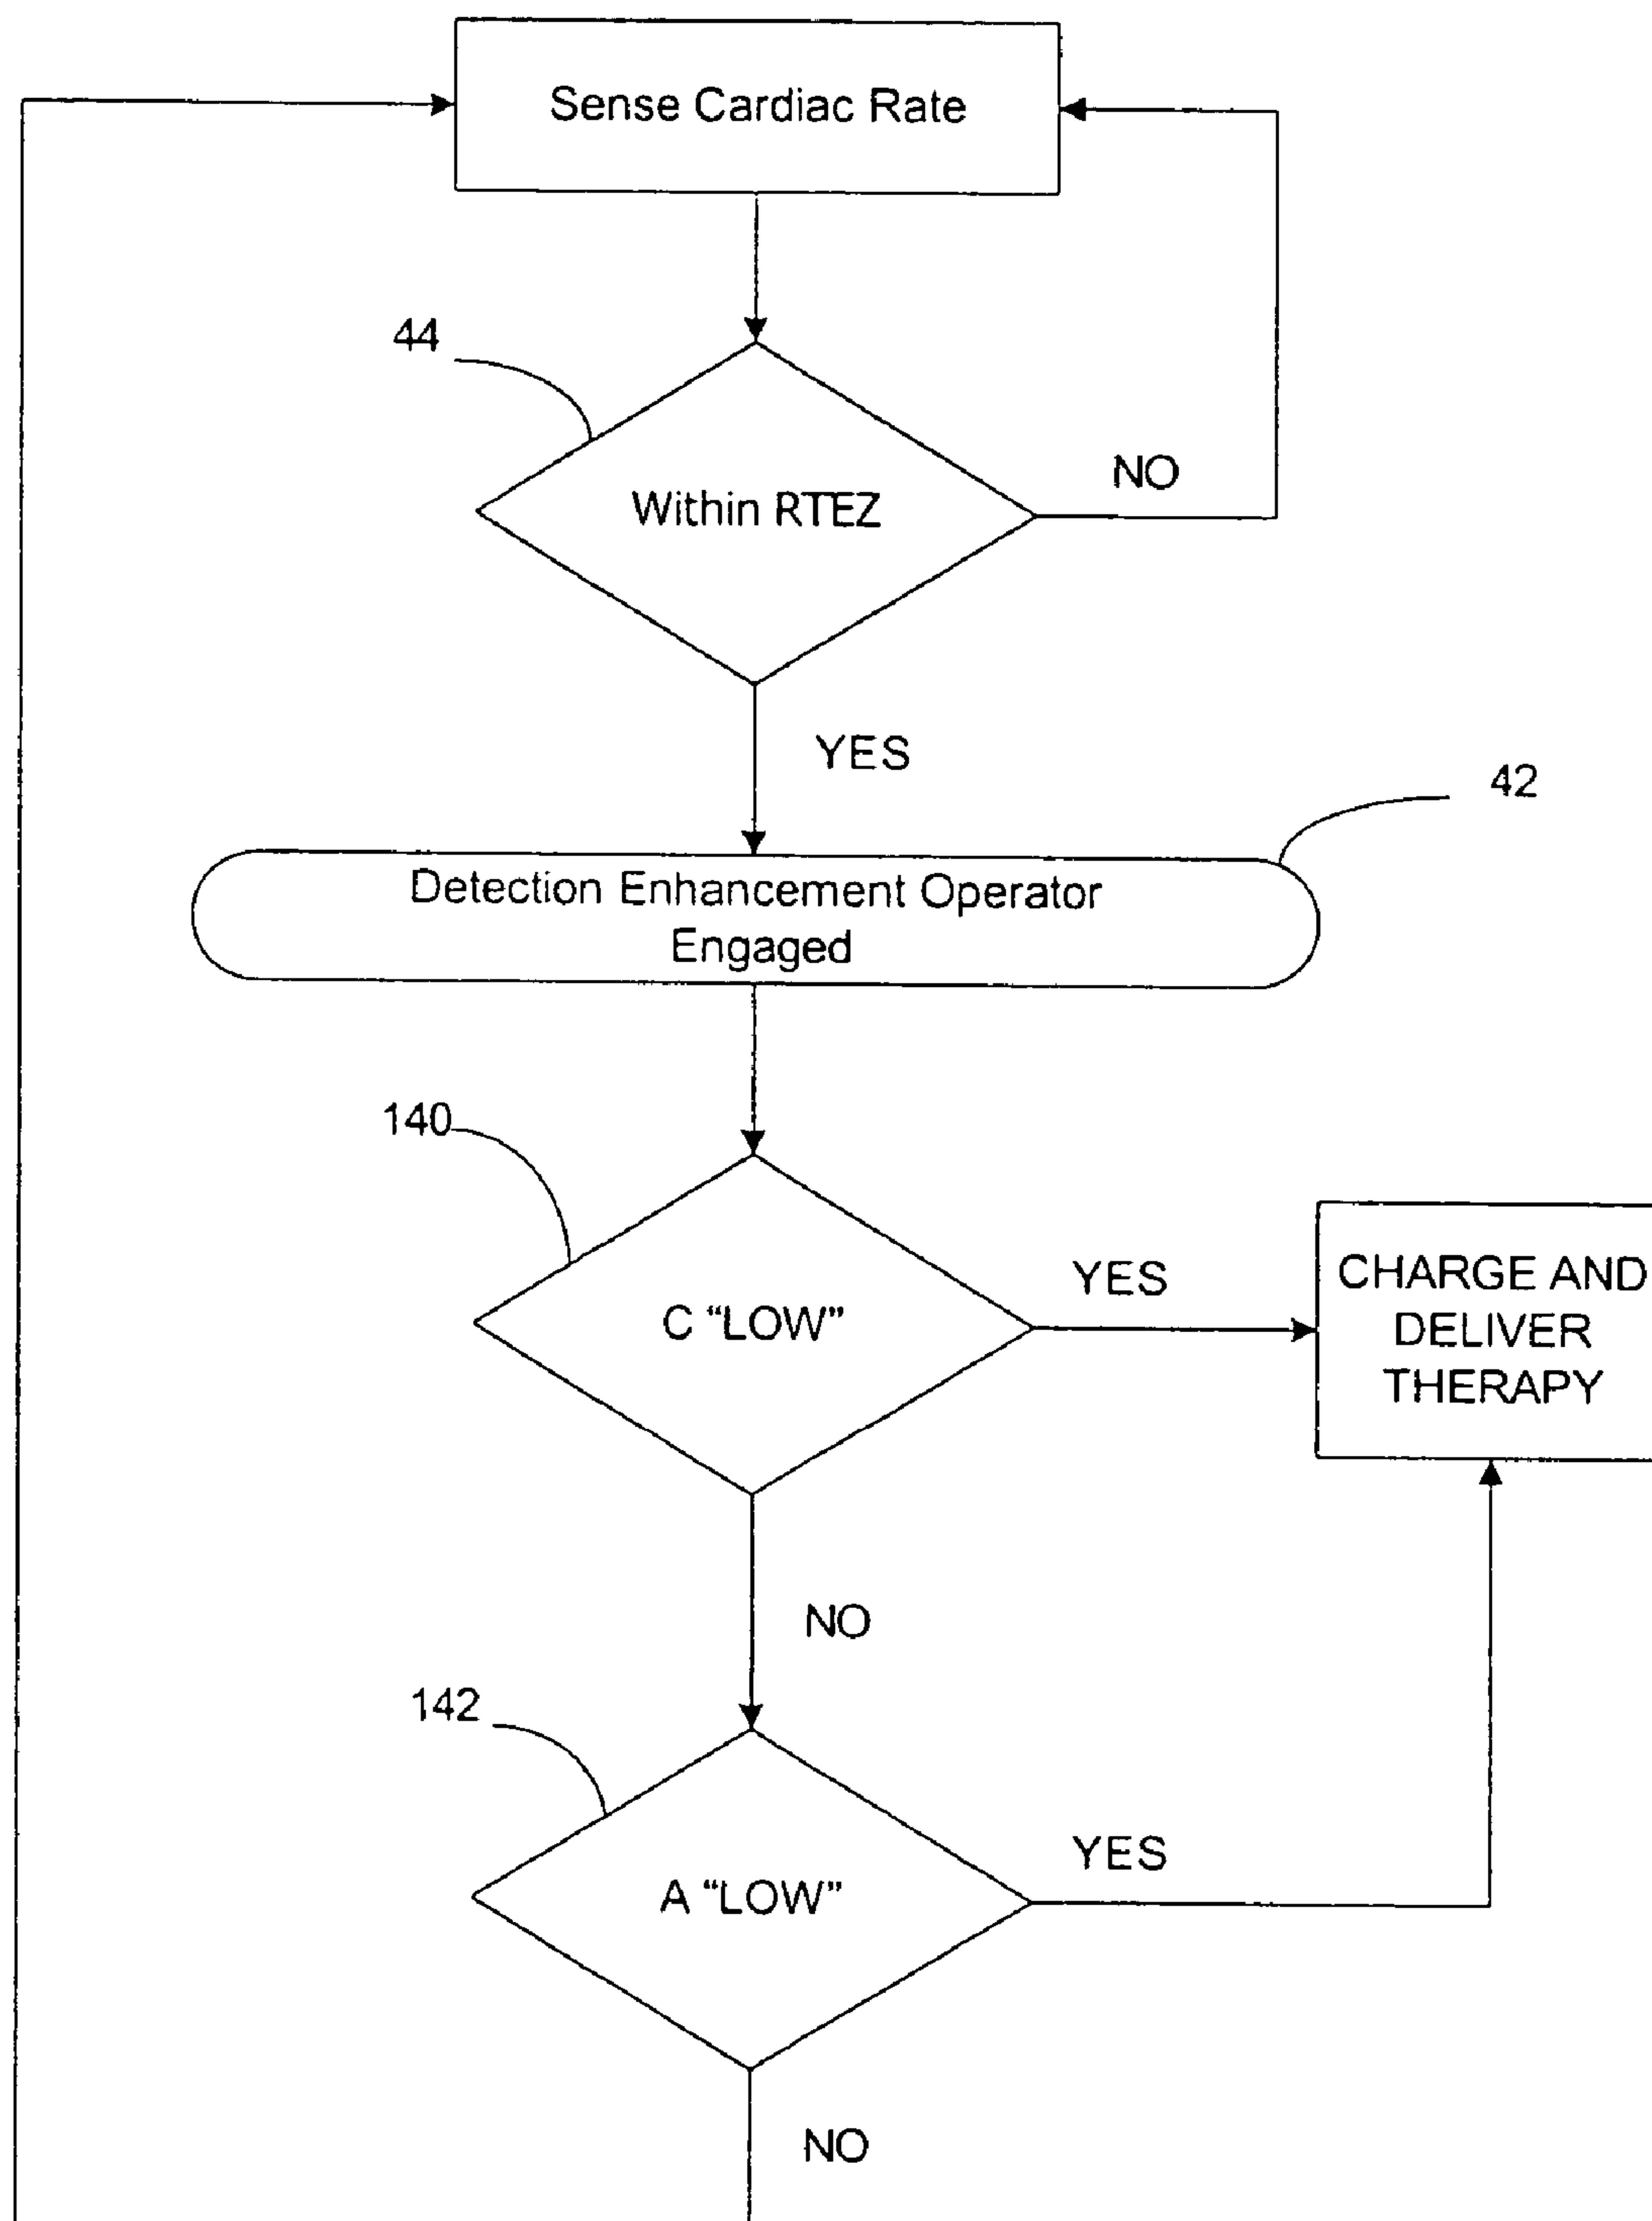 Sense Cardiac Rate
44
Within RTEZ
NO
YES
42
Detection Enhancement Operator
Engaged
140
C “LOW”
YES
CHARGE AND
DELIVER
THERAPY
NO
142
A “LOW”
YES
NO